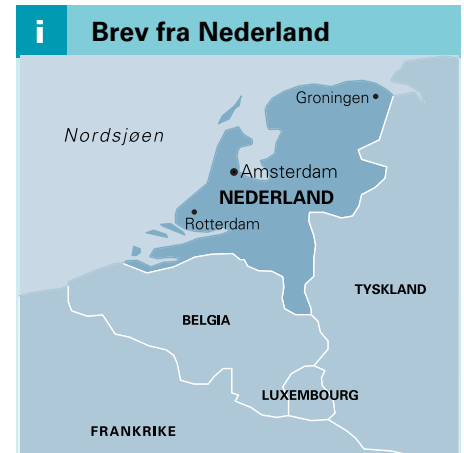 i Brev fra Nederland
Groningen
Nordsjøen
Amsterdam
NEDERLAND
Rotterdam
TYSKLAND
BELGIA
LUXEMBOURG
FRANKRIKE